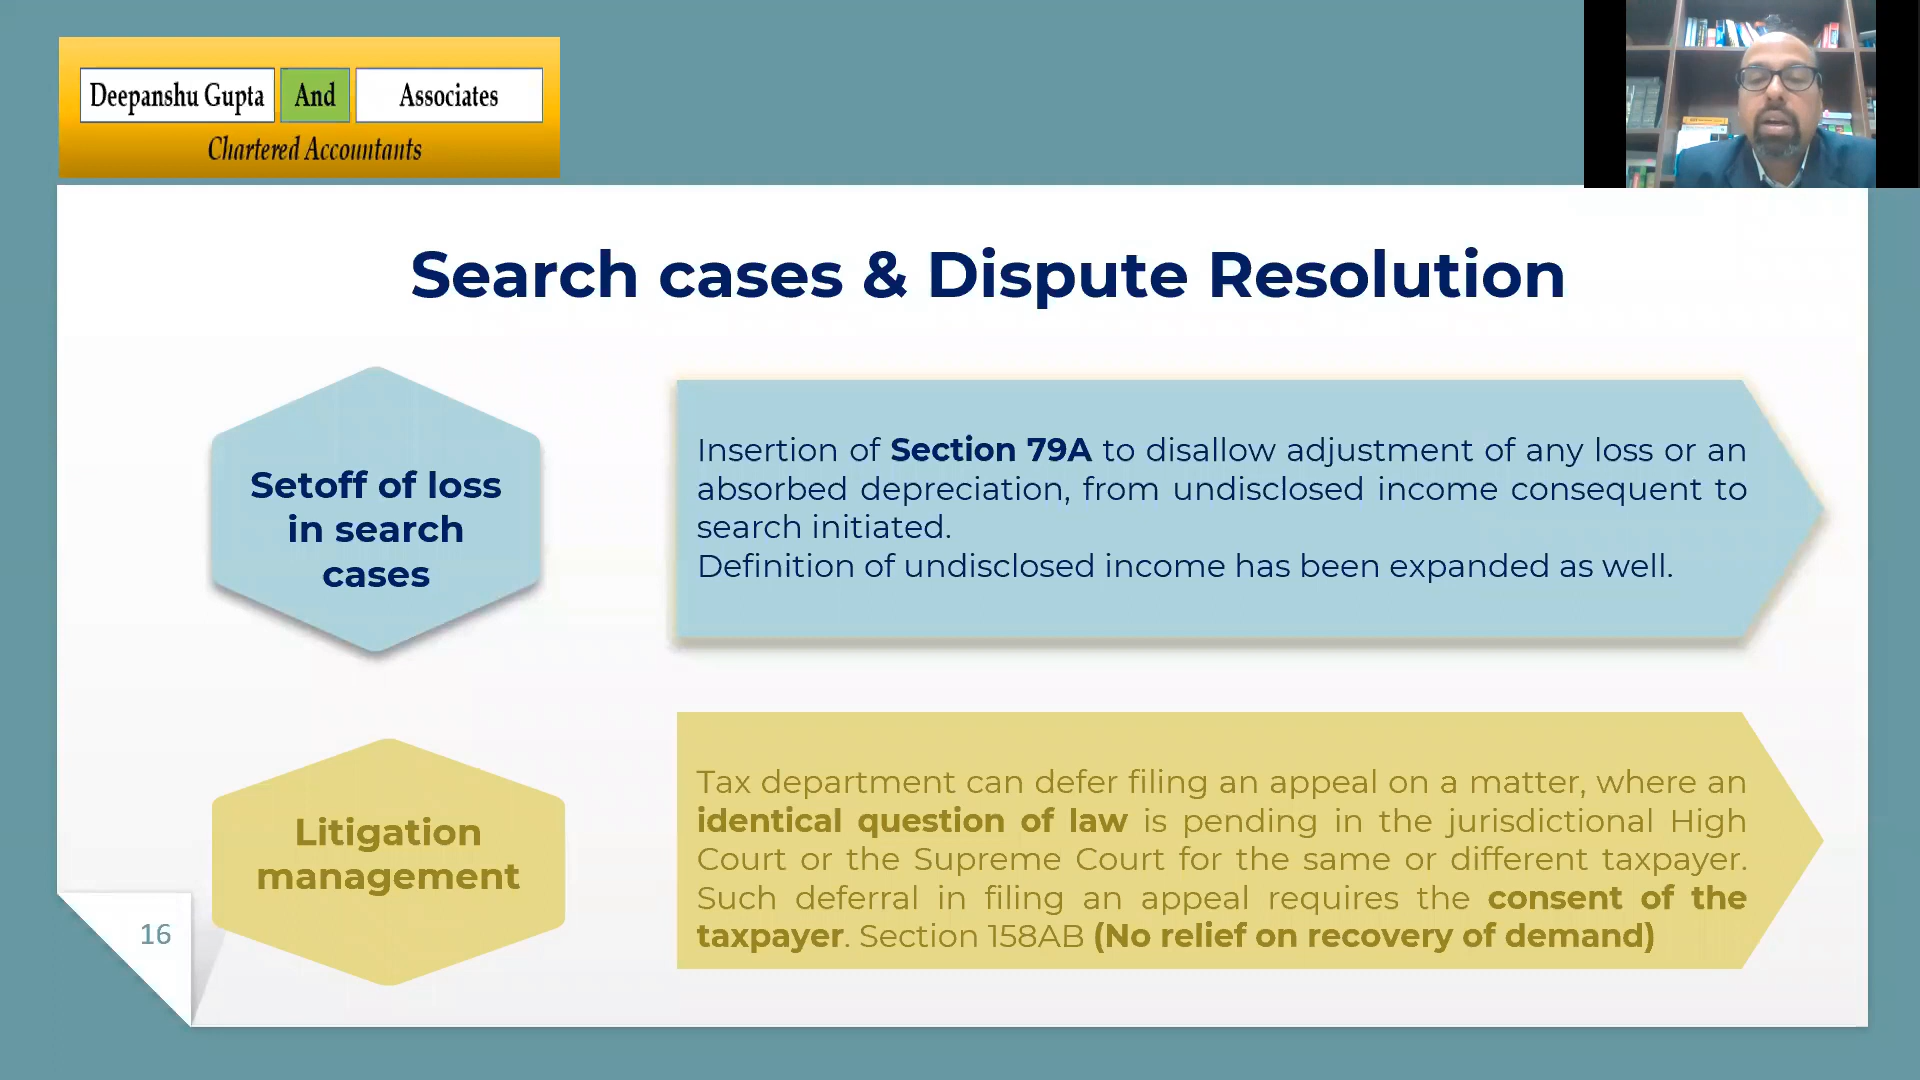 Deepanshu Gupta And Associates
Chartered Accountants
Search cases & Dispute Resolution
Setoff of loss
in search
cases
Insertion of Section 79A to disallow adjustment of any loss or an
absorbed depreciation, from undisclosed income consequent to
search initiated.
Definition of undisclosed income has been expanded as well.
Litigation
management
Tax department can defer filing an appeal on a matter, where an
identical question of law is pending in the jurisdictional High
Court or the Supreme Court for the same or different taxpayer.
Such deferral in filing an appeal requires the consent of the
taxpayer. Section 158AB (No relief on recovery of demand)
16